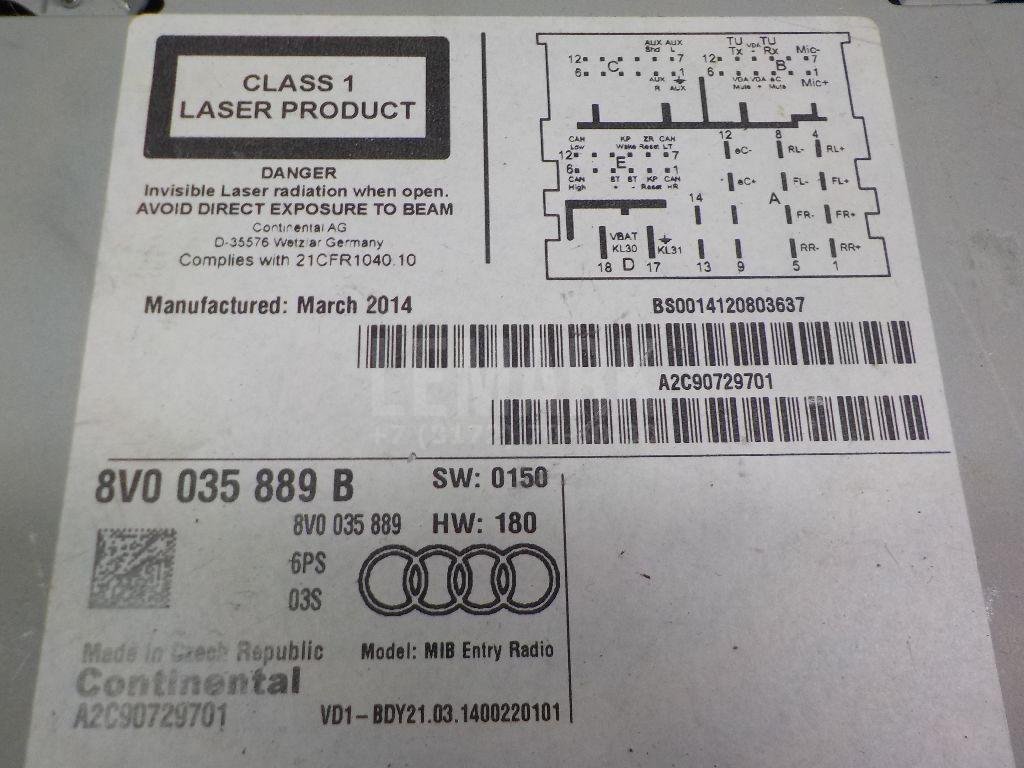 CLASS 1
LASER PRODUCT
DANGER
Invisible Laser radiation when open.
AVOID DIRECT EXPOSURE TO BEAM
Continental AG
D-35576 Wetzlar Germany
Complies with 21CFR1040.10
AUX AUX TU VDA TU
Shd L Tx - Rx Mic-
12 C 7 12 B 7
6 1 6 1
AUX VDA VDA eC Mic+
R AUX Mute + Mute
CAN KP ZR CAN 12 8 4
Low Wake Reset LT eC- RL- RL+
12 E 7
6 1
CAN BT BT KP CAN eC+ FL- FL+
High + - Reset HR
14 A FR- FR+
VBAT
KL30 KL31 RR- RR+
18 D 17 13 9 5 1
Manufactured: March 2014
BS0014120803637
A2C90729701
LEMARK
8V0 035 889 B SW: 0150
8V0 035 889 HW: 180
6PS
03S
Made in Czech Republic Model: MIB Entry Radio
Continental
A2C90729701 VD1-BDY21.03.1400220101